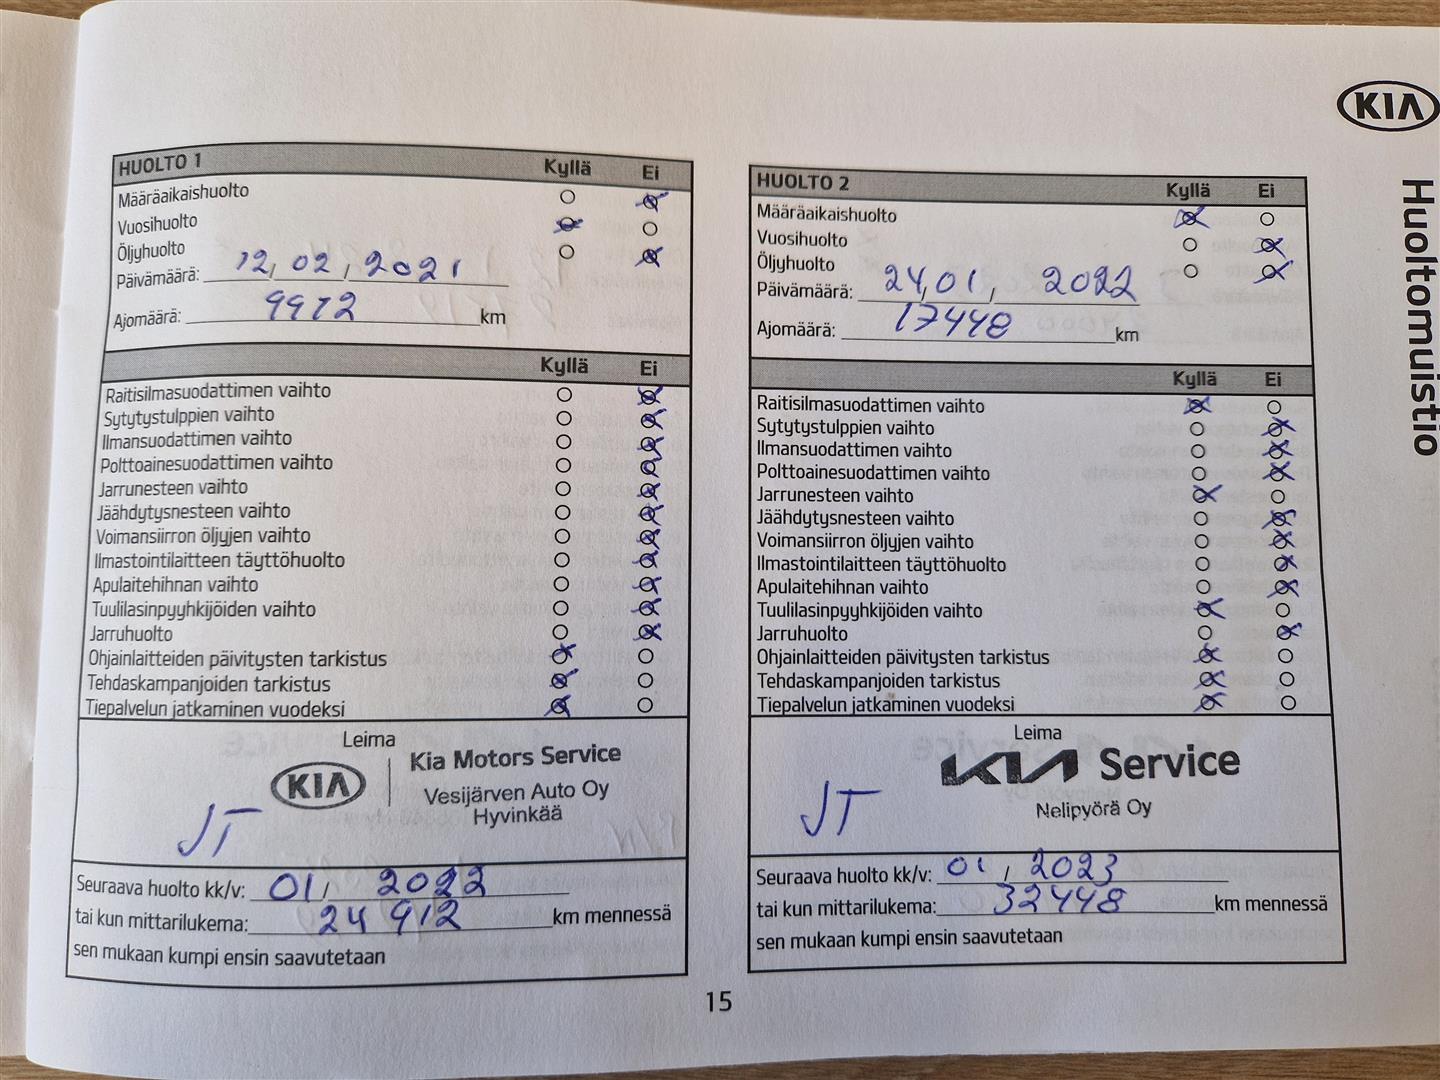 KIA
Huoltomuistio
HUOLTO 1 Kyllä Ei
Määräaikaishuolto
Vuosihuolto
Öljyhuolto
Päivämäärä: 12, 02, 2021
Ajomäärä: 9912 km
Kyllä Ei
Raitisilmasuodattimen vaihto
Sytytystulppien vaihto
Ilmansuodattimen vaihto
Polttoainesuodattimen vaihto
Jarrunesteen vaihto
Jäähdytysnesteen vaihto
Voimansiirron öljyjen vaihto
Ilmastointilaitteen täyttöhuolto
Apulaitehihnan vaihto
Tuulilasinpyyhkijöiden vaihto
Jarruhuolto
Ohjainlaitteiden päivitysten tarkistus
Tehdaskampanjoiden tarkistus
Tiepalvelun jatkaminen vuodeksi
Leima
KIA Kia Motors Service
Vesijärven Auto Oy
Hyvinkää
JT
Seuraava huolto kk/v: 01, 2022
tai kun mittarilukema: 24 912 km mennessä
sen mukaan kumpi ensin saavutetaan
HUOLTO 2 Kyllä Ei
Määräaikaishuolto
Vuosihuolto
Öljyhuolto
Päivämäärä: 24,01, 2022
Ajomäärä: 17448 km
Kyllä Ei
Raitisilmasuodattimen vaihto
Sytytystulppien vaihto
Ilmansuodattimen vaihto
Polttoainesuodattimen vaihto
Jarrunesteen vaihto
Jäähdytysnesteen vaihto
Voimansiirron öljyjen vaihto
Ilmastointilaitteen täyttöhuolto
Apulaitehihnan vaihto
Tuulilasinpyyhkijöiden vaihto
Jarruhuolto
Ohjainlaitteiden päivitysten tarkistus
Tehdaskampanjoiden tarkistus
Tiepalvelun jatkaminen vuodeksi
Leima
KIA Service
Nelipyörä Oy
JT
Seuraava huolto kk/v: 01, 2023
tai kun mittarilukema: 32448 km mennessä
sen mukaan kumpi ensin saavutetaan
15